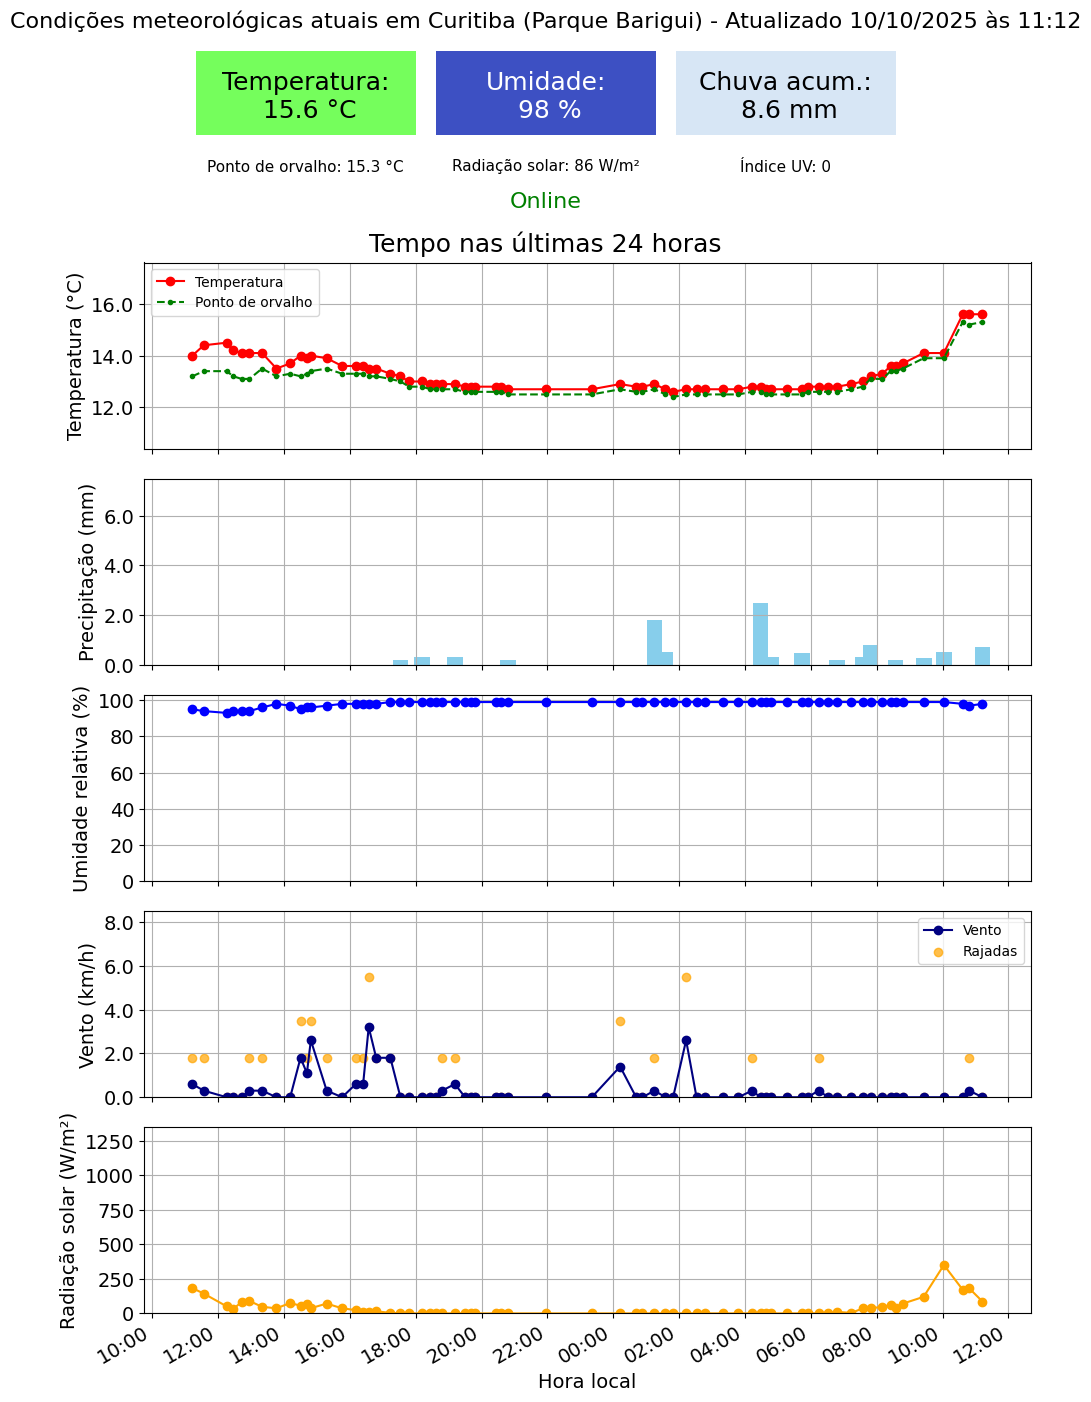 Condições meteorológicas atuais em Curitiba (Parque Barigui) - Atualizado 10/10/2025 às 11:12
Temperatura:
15.6 °C
Umidade:
98 %
Chuva acum.:
8.6 mm
Ponto de orvalho: 15.3 °C
Radiação solar: 86 W/m²
Índice UV: 0
Online
Tempo nas últimas 24 horas
Temperatura (°C)
16.0
14.0
12.0
Temperatura
Ponto de orvalho
Precipitação (mm)
6.0
4.0
2.0
0.0
Umidade relativa (%)
100
80
60
40
20
0
Vento (km/h)
8.0
6.0
4.0
2.0
0.0
Vento
Rajadas
Radiação solar (W/m²)
1250
1000
750
500
250
0
10:00
12:00
14:00
16:00
18:00
20:00
22:00
00:00
02:00
04:00
06:00
08:00
10:00
12:00
Hora local